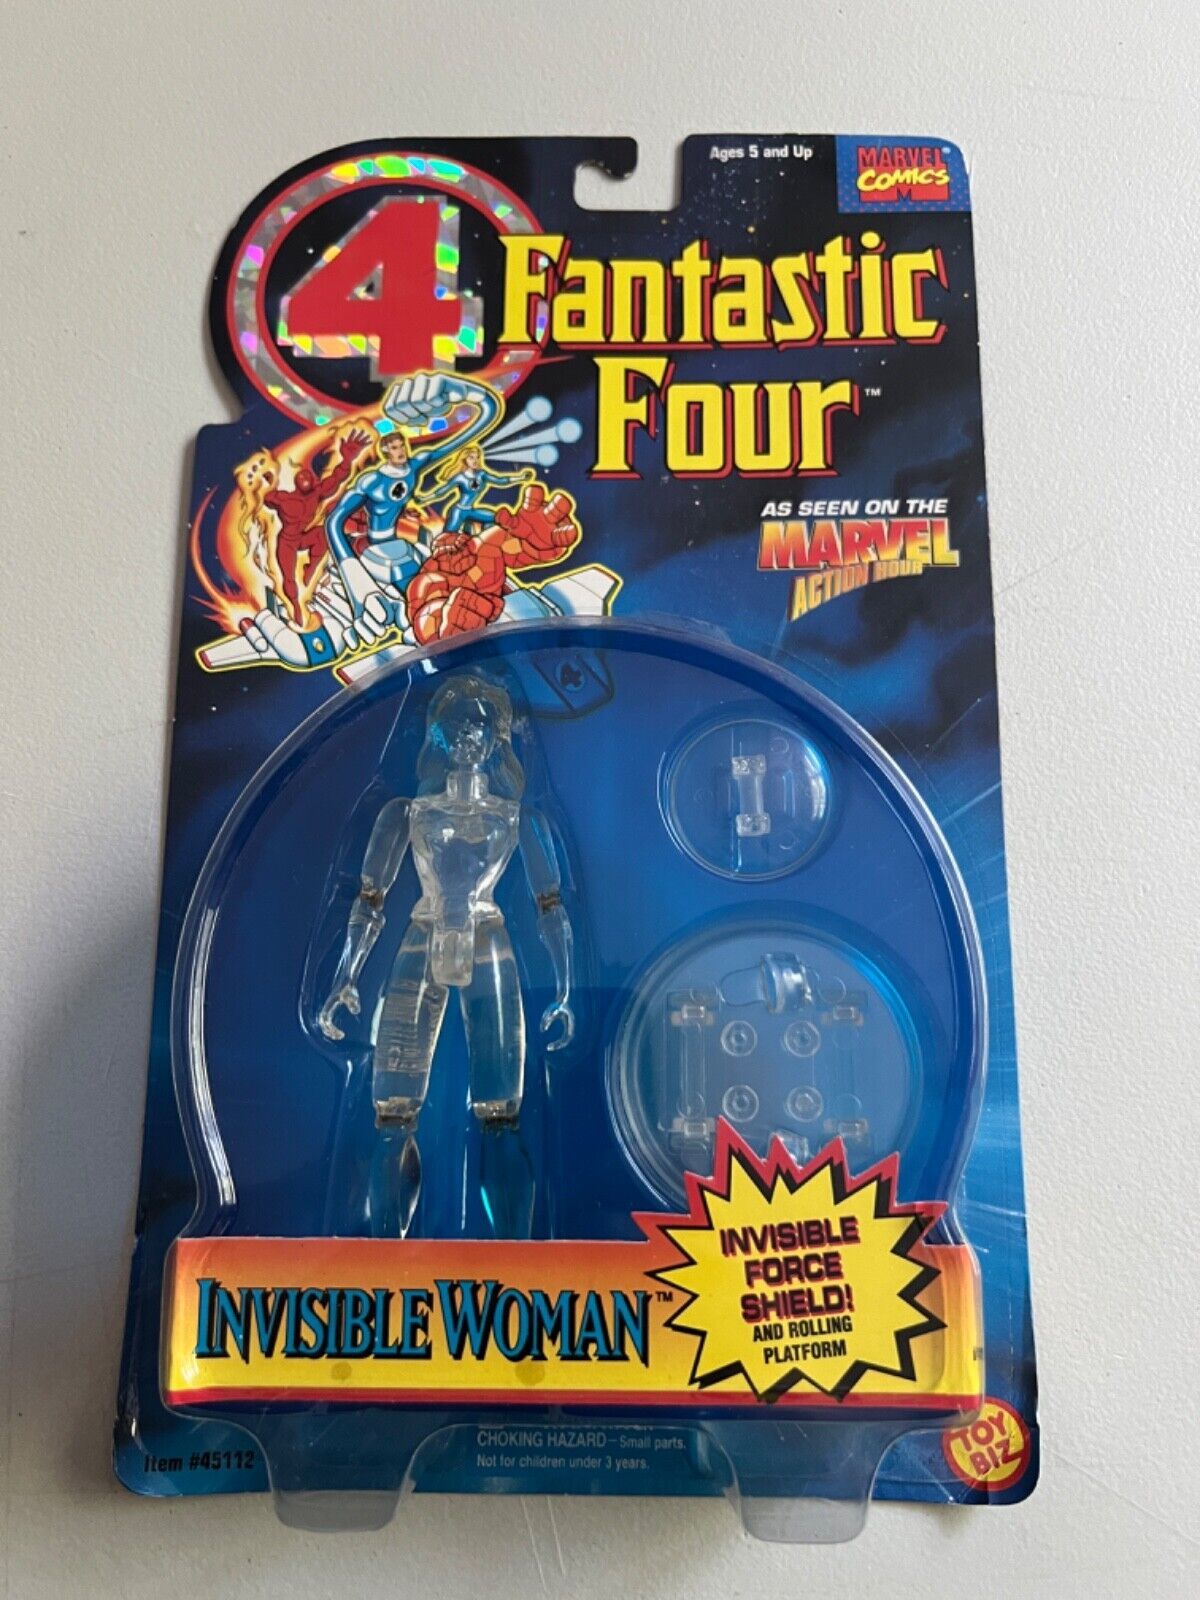 Ages 5 and Up
MARVEL
COMICS
M
4
Fantastic
Four™
4
AS SEEN ON THE
MARVEL
ACTION HOUR
4
INVISIBLE
FORCE
SHIELD!
AND ROLLING
PLATFORM
INVISIBLE WOMAN™
CHOKING HAZARD – Small parts.
Not for children under 3 years.
Item #45112
TOY
BIZ